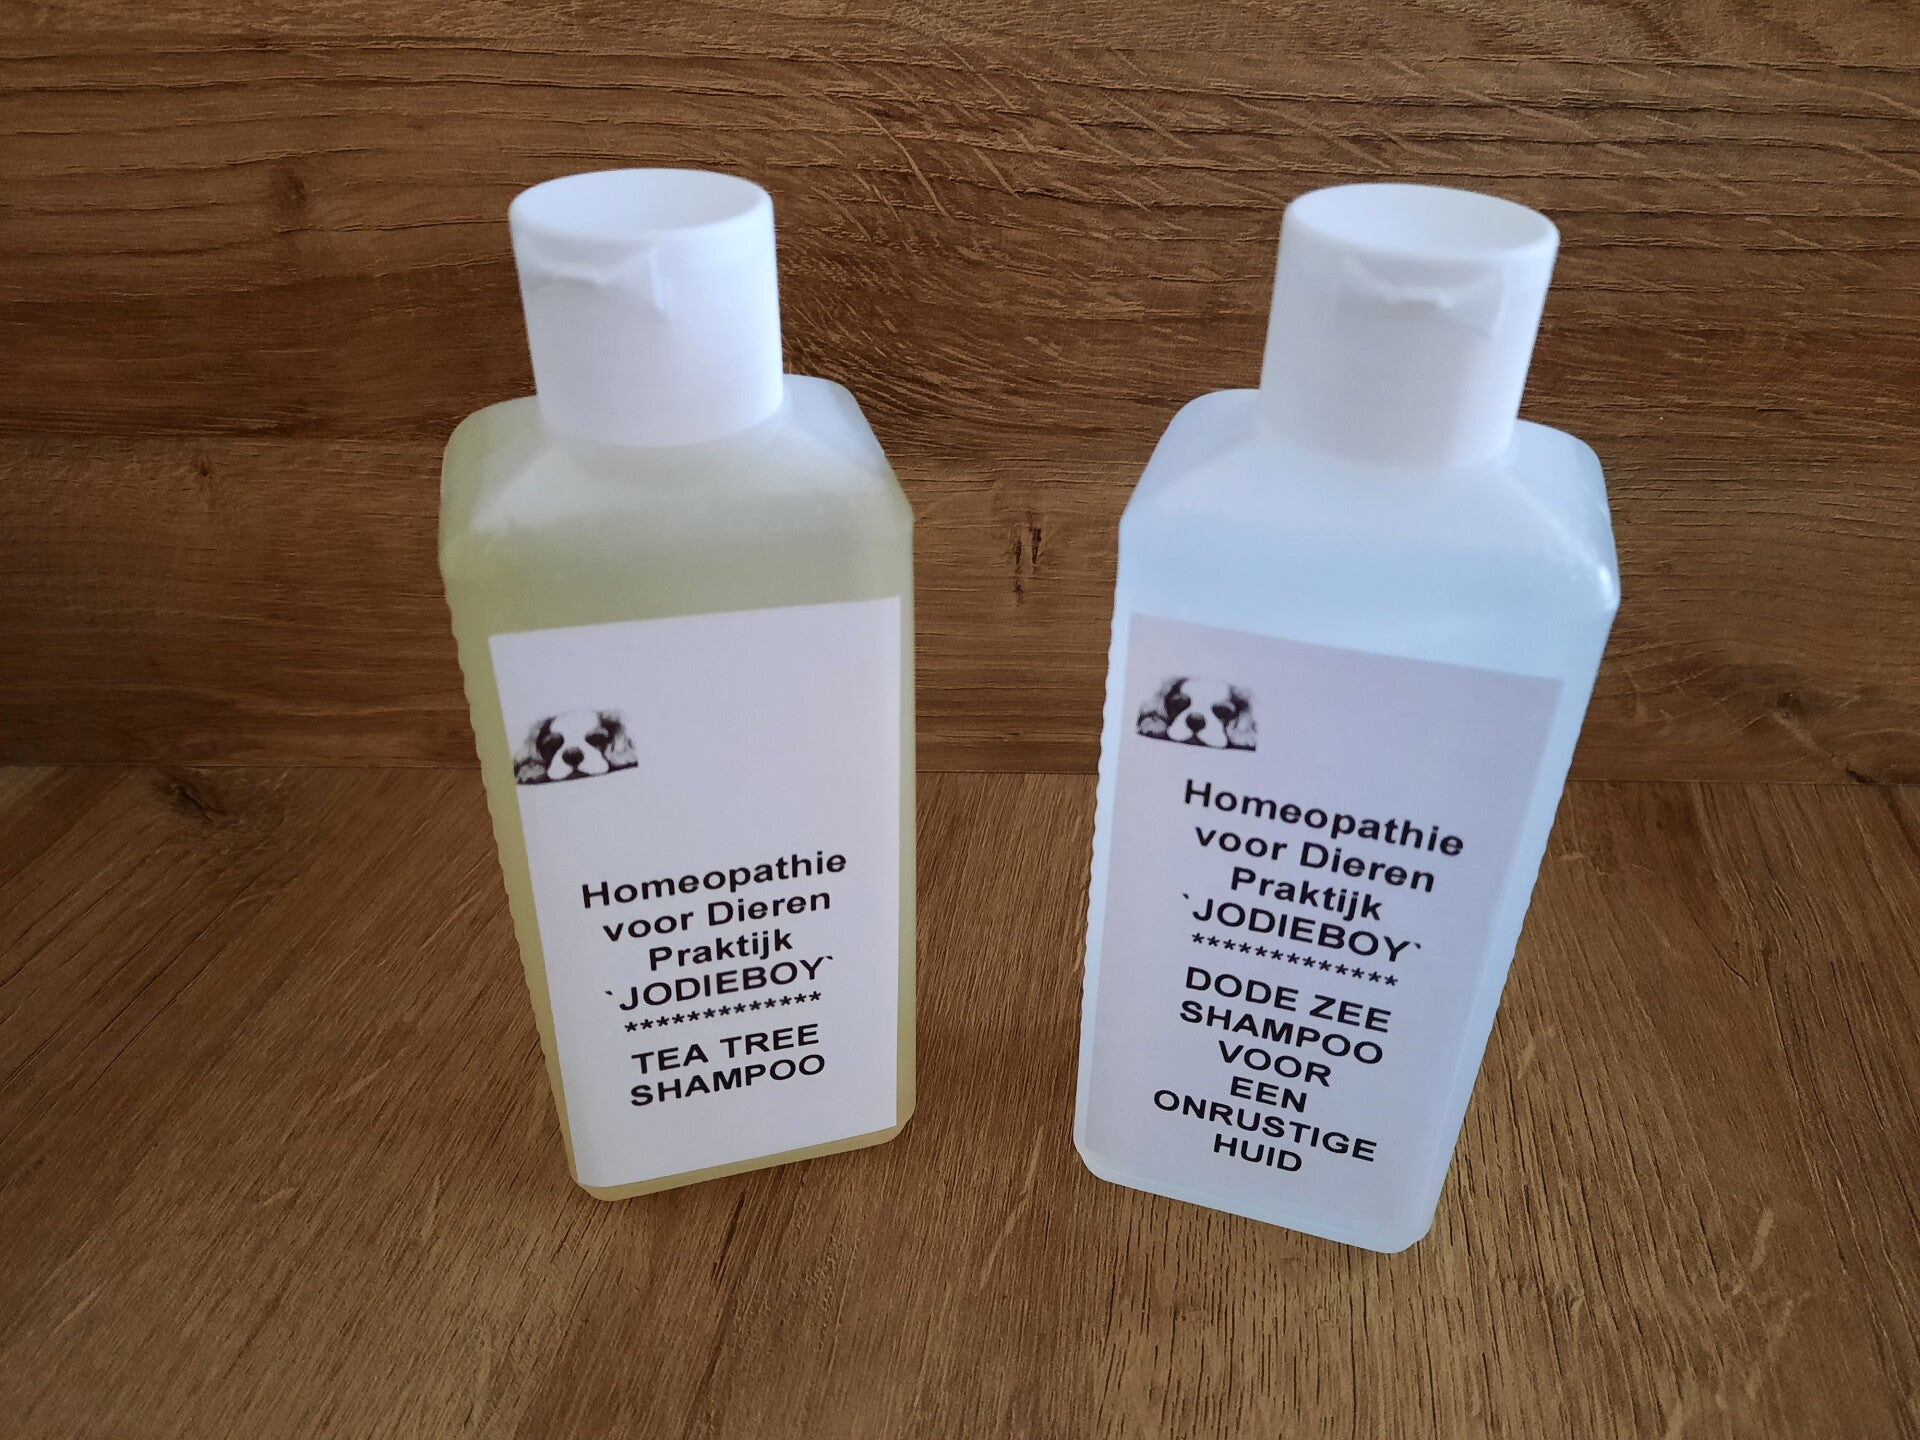 Homeopathie
voor Dieren
Praktijk
`JODIEBOY`
*************
TEA TREE
SHAMPOO
Homeopathie
voor Dieren
Praktijk
`JODIEBOY`
*************
DODE ZEE
SHAMPOO
VOOR
EEN
ONRUSTIGE
HUID